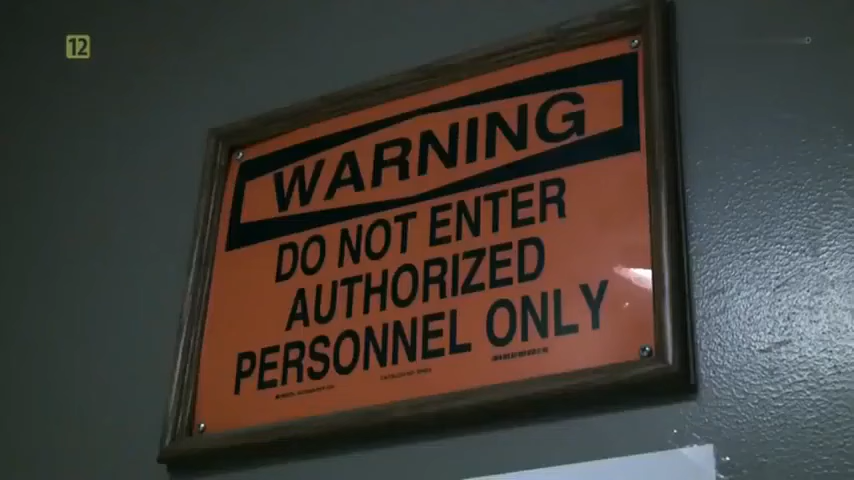 12
WARNING
DO NOT ENTER
AUTHORIZED
PERSONNEL ONLY